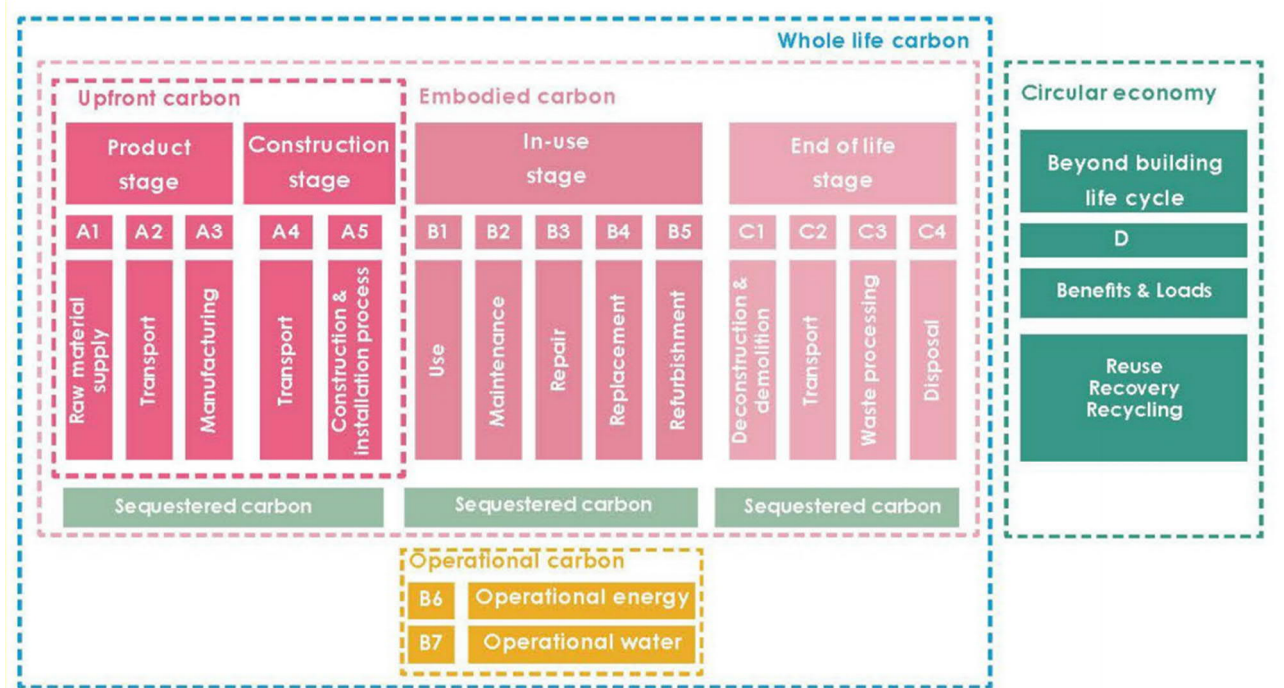 Whole life carbon
Upfront carbon
Embodied carbon
Circular economy
Product
stage
Construction
stage
In-use
stage
End of life
stage
Beyond building
life cycle
A1
A2
A3
A4
A5
B1
B2
B3
B4
B5
C1
C2
C3
C4
D
Raw material
supply
Transport
Manufacturing
Transport
Construction &
installation process
Use
Maintenance
Repair
Replacement
Refurbishment
Deconstruction &
demolition
Transport
Waste processing
Disposal
Benefits & Loads
Reuse
Recovery
Recycling
Sequestered carbon
Sequestered carbon
Sequestered carbon
Operational carbon
B6
Operational energy
B7
Operational water